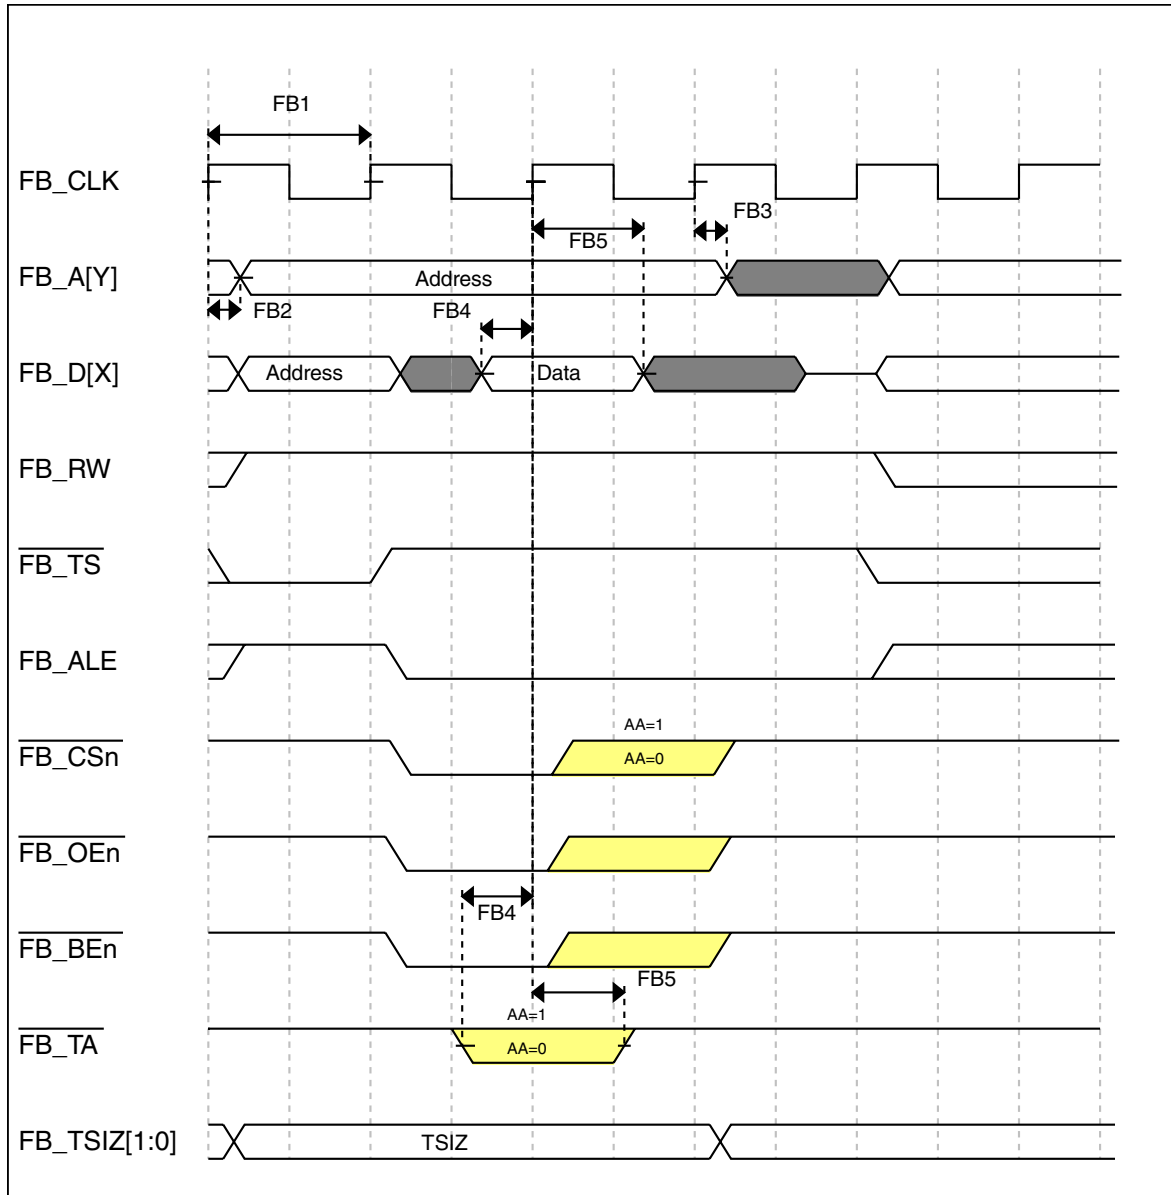 FB1
FB_CLK
FB3
FB5
FB_A[Y]
Address
FB2
FB4
FB_D[X]
Address
Data
FB_RW
FB_TS
FB_ALE
AA=1
FB_CSn
AA=0
FB_OEn
FB4
FB_BEn
FB5
AA=1
FB_TA
AA=0
FB_TSIZ[1:0]
TSIZ